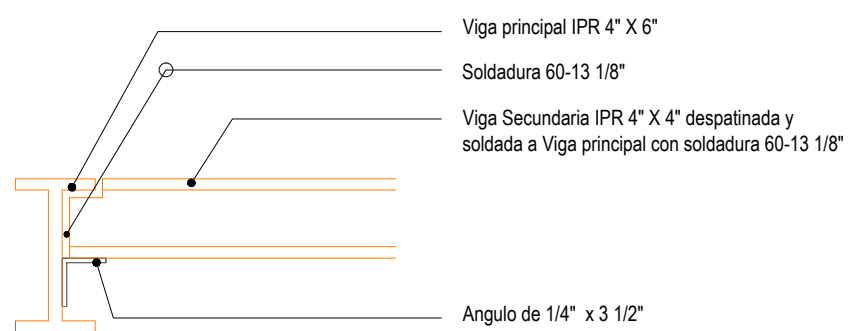 Viga principal IPR 4" X 6"
Soldadura 60-13 1/8"
Viga Secundaria IPR 4" X 4" despatinada y
soldada a Viga principal con soldadura 60-13 1/8"
Angulo de 1/4"  x 3 1/2"